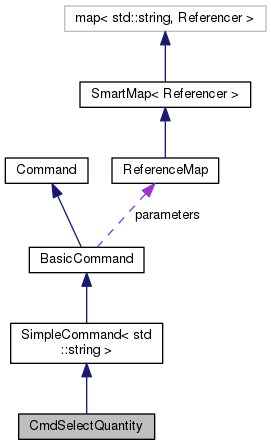 map< std::string, Referencer >
SmartMap< Referencer >
Command
ReferenceMap
parameters
BasicCommand
SimpleCommand< std
::string >
CmdSelectQuantity